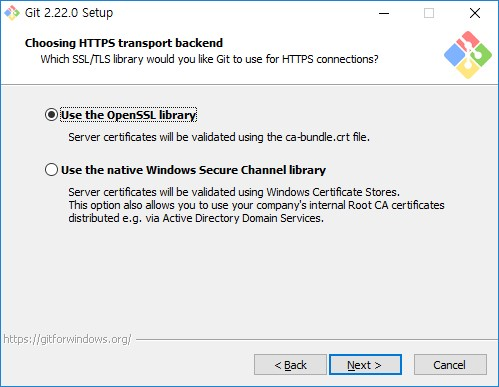 Git 2.22.0 Setup
Choosing HTTPS transport backend
Which SSL/TLS library would you like Git to use for HTTPS connections?
Use the OpenSSL library
Server certificates will be validated using the ca-bundle.crt file.
Use the native Windows Secure Channel library
Server certificates will be validated using Windows Certificate Stores.
This option also allows you to use your company's internal Root CA certificates
distributed e.g. via Active Directory Domain Services.
https://gitforwindows.org/
< Back Next > Cancel